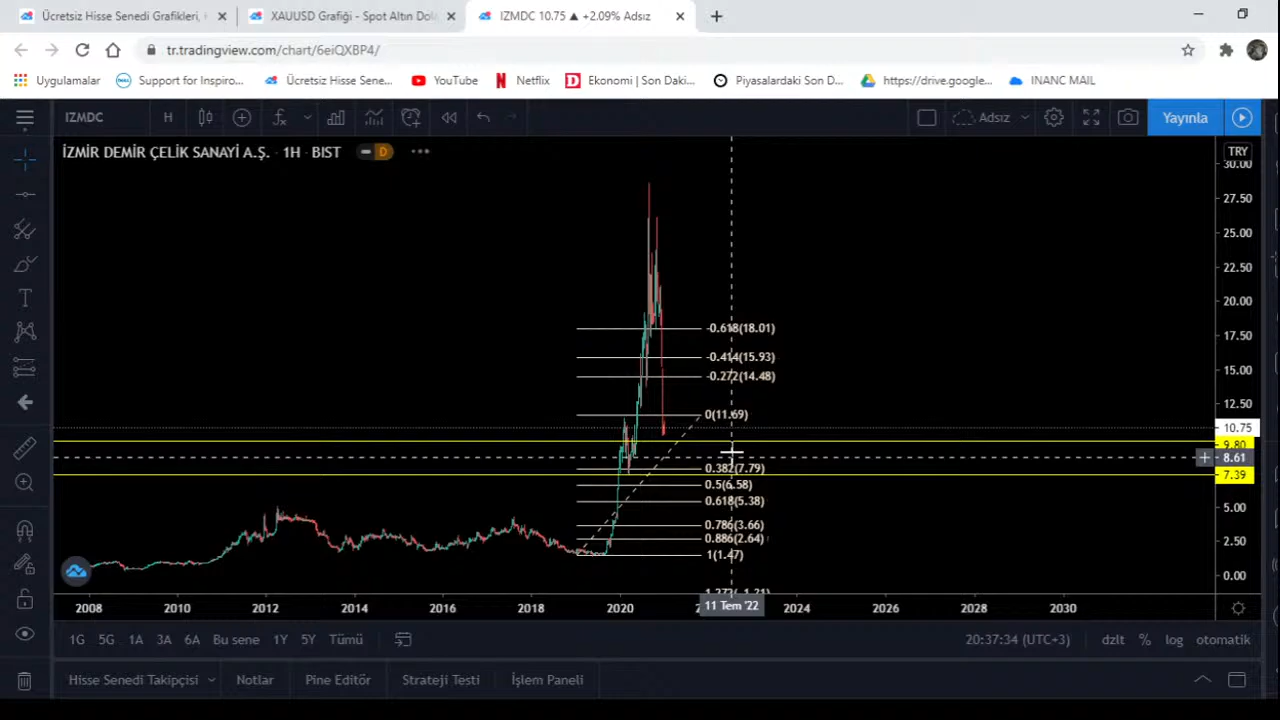 Ücretsiz Hisse Senedi Grafikleri, i
XAUUSD Grafiği - Spot Altın Dola
IZMDC 10.75 ▲ +2.09% Adsız
tr.tradingview.com/chart/6eiQXBP4/
Uygulamalar
DELL
Support for Inspiro...
Ücretsiz Hisse Sene...
YouTube
Netflix
Ekonomi | Son Daki...
Piyasalardaki Son D...
https://drive.google...
INANC MAIL
IZMDC
H
Adsız
Yayınla
İZMİR DEMİR ÇELİK SANAYİ A.Ş. · 1H · BIST
D
TRY
30.00
27.50
25.00
22.50
20.00
17.50
15.00
12.50
10.75
9.80
8.61
7.39
5.00
2.50
0.00
-0.618(18.01)
-0.414(15.93)
-0.272(14.48)
0(11.69)
0.382(7.79)
0.5(6.58)
0.618(5.38)
0.786(3.66)
0.886(2.64)
1(1.47)
1.272(-1.21)
2008
2010
2012
2014
2016
2018
2020
11 Tem '22
2024
2026
2028
2030
1G 5G 1A 3A 6A Bu sene 1Y 5Y Tümü
20:37:34 (UTC+3) dzlt % log otomatik
Hisse Senedi Takipçisi Notlar Pine Editör Strateji Testi İşlem Paneli